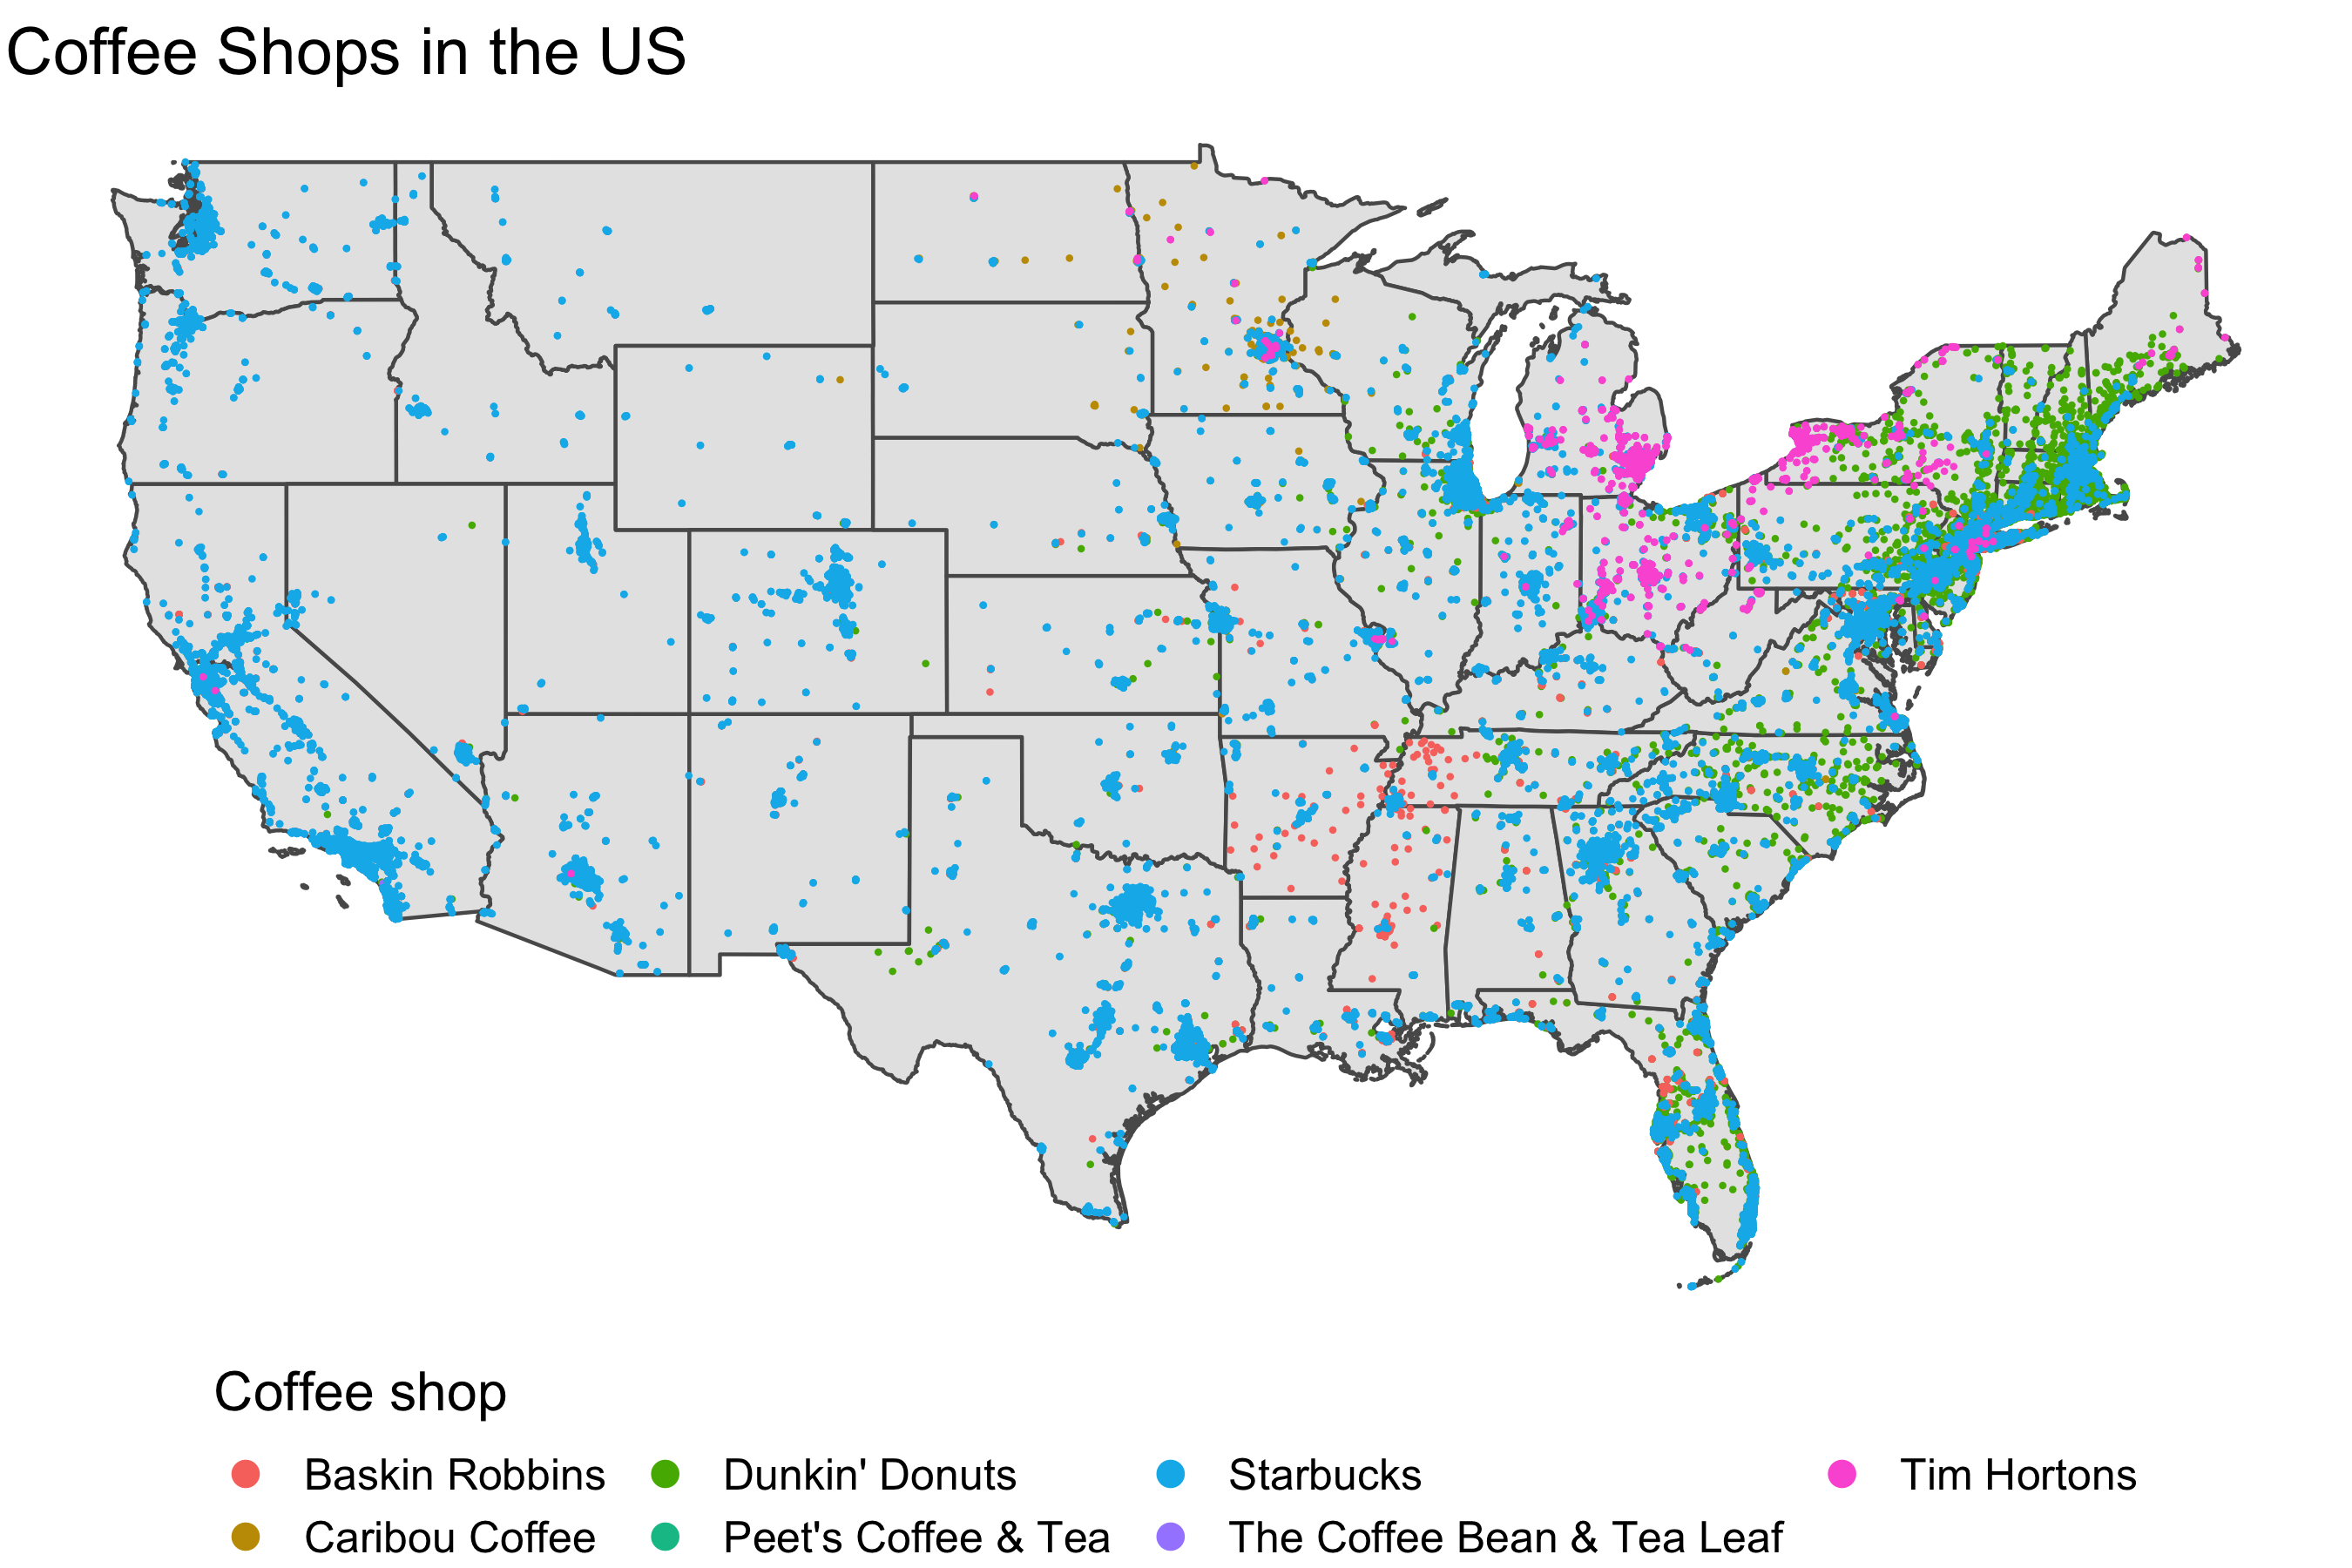 Coffee Shops in the US
Coffee shop
Baskin Robbins
Dunkin' Donuts
Starbucks
Tim Hortons
Caribou Coffee
Peet's Coffee & Tea
The Coffee Bean & Tea Leaf